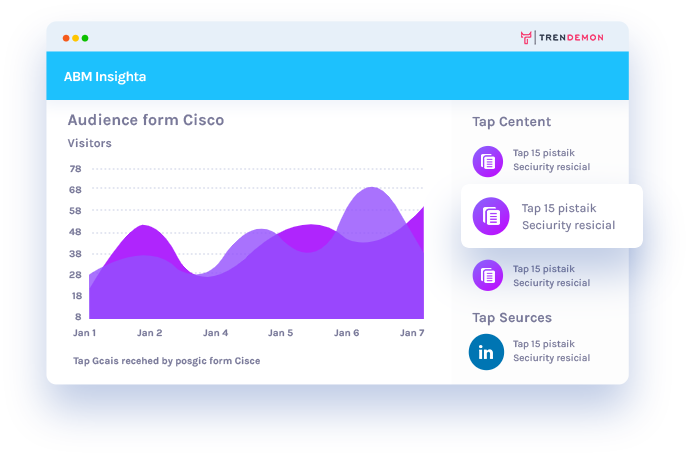 TRENDEMON
ABM Insighta
Audience form Cisco
Visitors
78
68
58
48
38
28
18
8
Jan 1
Jan 2
Jan 4
Jan 5
Jan 6
Jan 7
Tap Gcais recehed by posgic form Cisce
Tap Centent
Tap 15 pistaik
Seciurity resicial
Tap 15 pistaik
Seciurity resicial
Tap 15 pistaik
Seciurity resicial
Tap Seurces
in
Tap 15 pistaik
Seciurity resicial